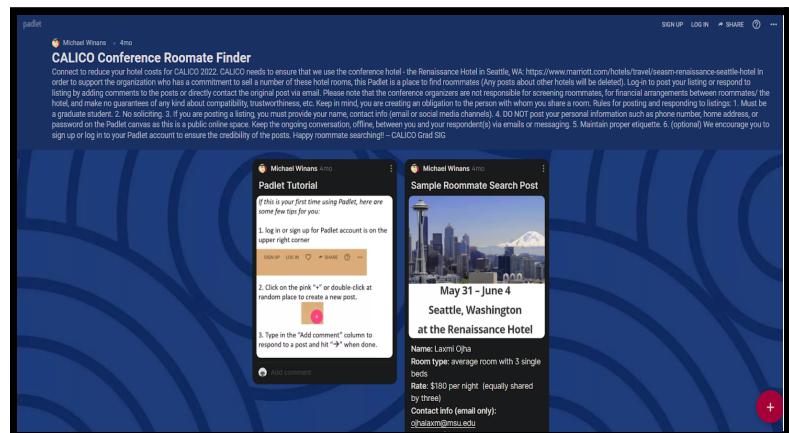 padlet
SIGN UP LOG IN SHARE
Michael Winans 4mo
CALICO Conference Roomate Finder
Connect to reduce your hotel costs for CALICO 2022. CALICO needs to ensure that we use the conference hotel - the Renaissance Hotel in Seattle, WA: https://www.marriott.com/hotels/travel/seasm-renaissance-seattle-hotel in
order to support the organization who has a commitment to sell a number of these hotel rooms, this Padlet is a place to find roommates (Any posts about other hotels will be deleted). Log-in to post your listing or respond to
listing by adding comments to the posts or directly contact the original post via email. Please note that the conference organizers are not responsible for screening roommates, for financial arrangements between roommates/ the
hotel, and make no guarantees of any kind about compatibility, trustworthiness, etc. Keep in mind, you are creating an obligation to the person with whom you share a room. Rules for posting and responding to listings: 1. Must be
a graduate student. 2. No soliciting. 3. If you are posting a listing, you must provide your name, contact info (email or social media channels). 4. DO NOT post your personal information such as phone number, home address, or
password on the Padlet canvas as this is a public online space. Keep the ongoing conversation, offline, between you and your respondent(s) via emails or messaging. 5. Maintain proper etiquette. 6. (optional) We encourage you to
sign up or log in to your Padlet account to ensure the credibility of the posts. Happy roommate searching!! – CALICO Grad SIG
Michael Winans 4mo
Padlet Tutorial
If this is your first time using Padlet, here are
some few tips for you:
1. log in or sign up for Padlet account is on the
upper right corner
SIGN UP LOG IN SHARE
2. Click on the pink "+" or double-click at
random place to create a new post.
3. Type in the "Add comment" column to
respond to a post and hit "→" when done.
Add comment
Michael Winans 4mo
Sample Roommate Search Post
May 31 – June 4
Seattle, Washington
at the Renaissance Hotel
Name: Laxmi Ojha
Room type: average room with 3 single
beds
Rate: $180 per night (equally shared
by three)
Contact info (email only):
ojhalaxm@msu.edu